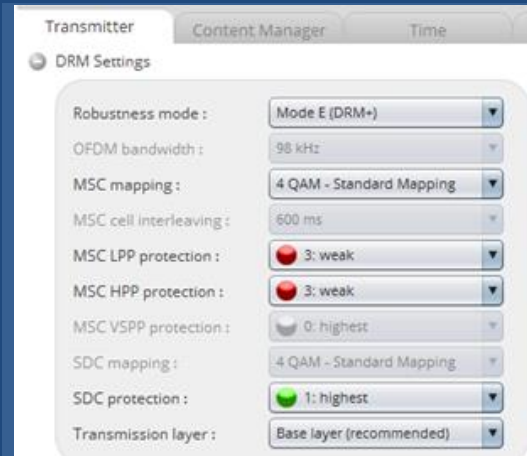 Transmitter Content Manager Time
DRM Settings
Robustness mode : Mode E (DRM+)
OFDM bandwidth : 98 kHz
MSC mapping : 4 QAM - Standard Mapping
MSC cell interleaving : 600 ms
MSC LPP protection : 3: weak
MSC HPP protection : 3: weak
MSC VSPP protection : 0: highest
SDC mapping : 4 QAM - Standard Mapping
SDC protection : 1: highest
Transmission layer : Base layer (recommended)